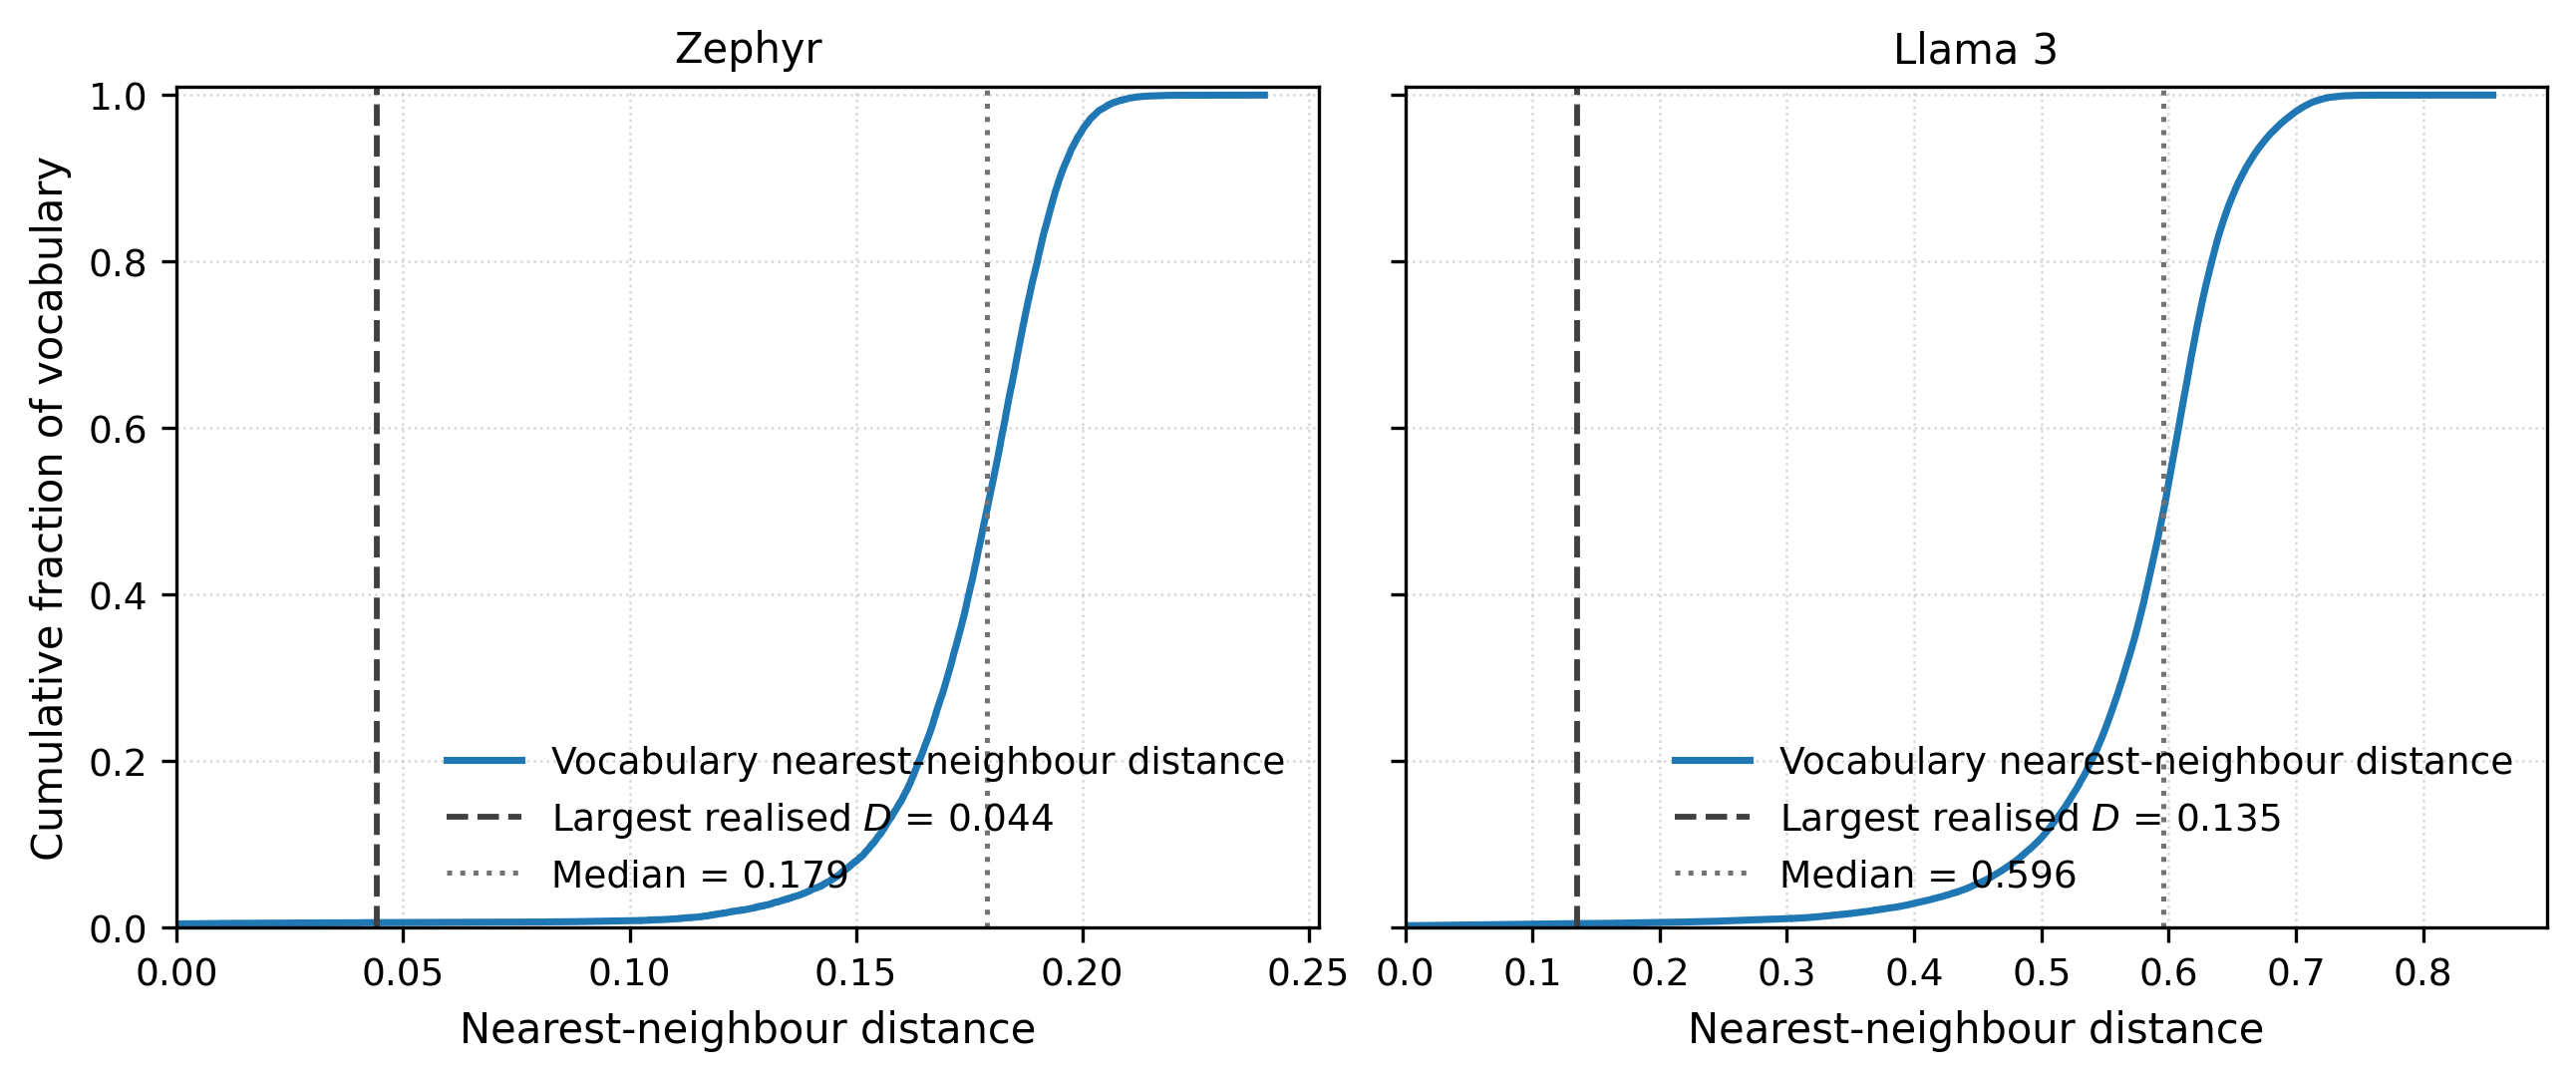 Zephyr
Llama 3
Cumulative fraction of vocabulary
1.0
0.8
0.6
0.4
0.2
0.0
Vocabulary nearest-neighbour distance
Largest realised D = 0.044
Median = 0.179
Vocabulary nearest-neighbour distance
Largest realised D = 0.135
Median = 0.596
0.00 0.05 0.10 0.15 0.20 0.25
0.0 0.1 0.2 0.3 0.4 0.5 0.6 0.7 0.8
Nearest-neighbour distance
Nearest-neighbour distance